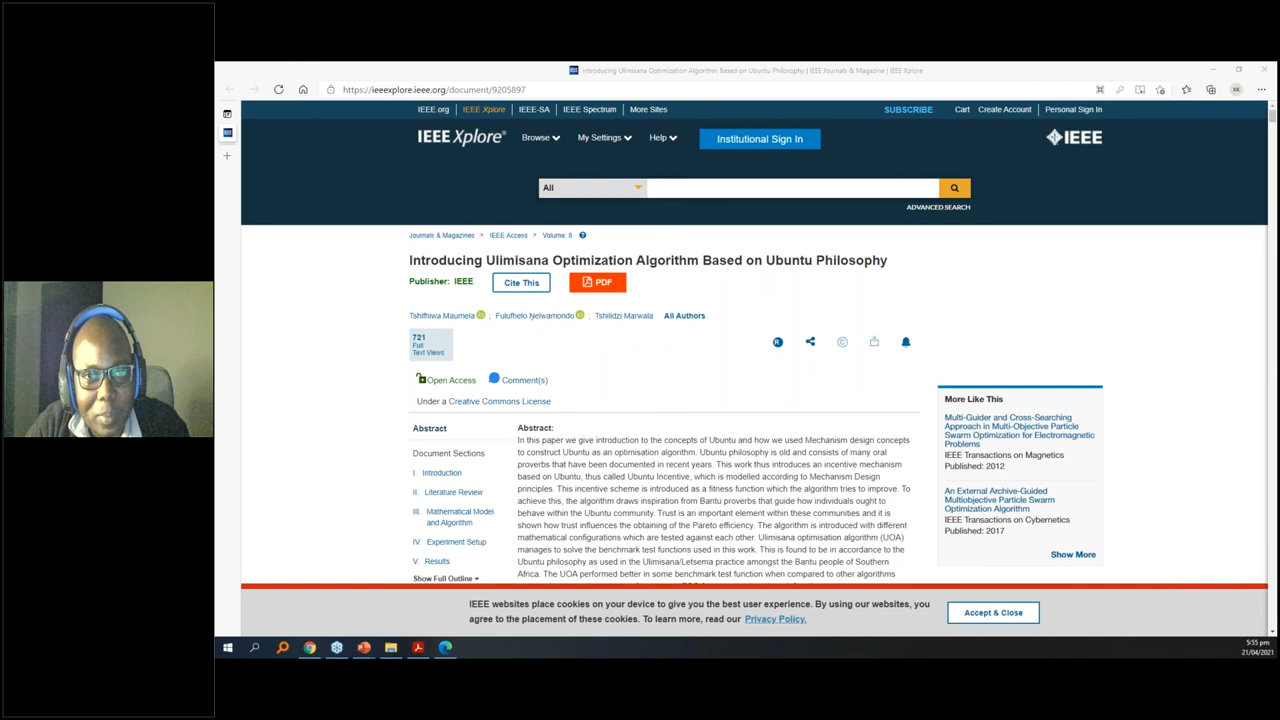 Introducing Ulimisana Optimization Algorithm Based on Ubuntu Philosophy | IEEE Journals & Magazine | IEEE Xplore
https://ieeexplore.ieee.org/document/9205897
IEEE.org | IEEE Xplore | IEEE-SA | IEEE Spectrum | More Sites SUBSCRIBE Cart Create Account Personal Sign In
IEEE Xplore® Browse My Settings Help Institutional Sign In IEEE
All
ADVANCED SEARCH
Journals & Magazines > IEEE Access > Volume: 8
Introducing Ulimisana Optimization Algorithm Based on Ubuntu Philosophy
Publisher: IEEE Cite This PDF
Tshifhiwa Maumela ; Fulufhelo Ṋelwamondo ; Tshilidzi Marwala All Authors
721
Full
Text Views
Open Access Comment(s)
Under a Creative Commons License
Abstract
Document Sections
I. Introduction
II. Literature Review
III. Mathematical Model
and Algorithm
IV. Experiment Setup
V. Results
Show Full Outline
Abstract:
In this paper we give introduction to the concepts of Ubuntu and how we used Mechanism design concepts
to construct Ubuntu as an optimisation algorithm. Ubuntu philosophy is old and consists of many oral
proverbs that have been documented in recent years. This work thus introduces an incentive mechanism
based on Ubuntu, thus called Ubuntu Incentive, which is modelled according to Mechanism Design
principles. This incentive scheme is introduced as a fitness function which the algorithm tries to improve. To
achieve this, the algorithm draws inspiration from Bantu proverbs that guide how individuals ought to
behave within the Ubuntu community. Trust is an important element within these communities and it is
shown how trust influences the obtaining of the Pareto efficiency. The algorithm is introduced with different
mathematical configurations which are tested against each other. Ulimisana optimisation algorithm (UOA)
manages to solve the benchmark test functions used in this work. This is found to be in accordance to the
Ubuntu philosophy as used in the Ulimisana/Letsema practice amongst the Bantu people of Southern
Africa. The UOA performed better in some benchmark test function when compared to other algorithms
More Like This
Multi-Guider and Cross-Searching
Approach in Multi-Objective Particle
Swarm Optimization for Electromagnetic
Problems
IEEE Transactions on Magnetics
Published: 2012
An External Archive-Guided
Multiobjective Particle Swarm
Optimization Algorithm
IEEE Transactions on Cybernetics
Published: 2017
Show More
IEEE websites place cookies on your device to give you the best user experience. By using our websites, you
agree to the placement of these cookies. To learn more, read our Privacy Policy.
Accept & Close
5:55 pm
21/04/2021